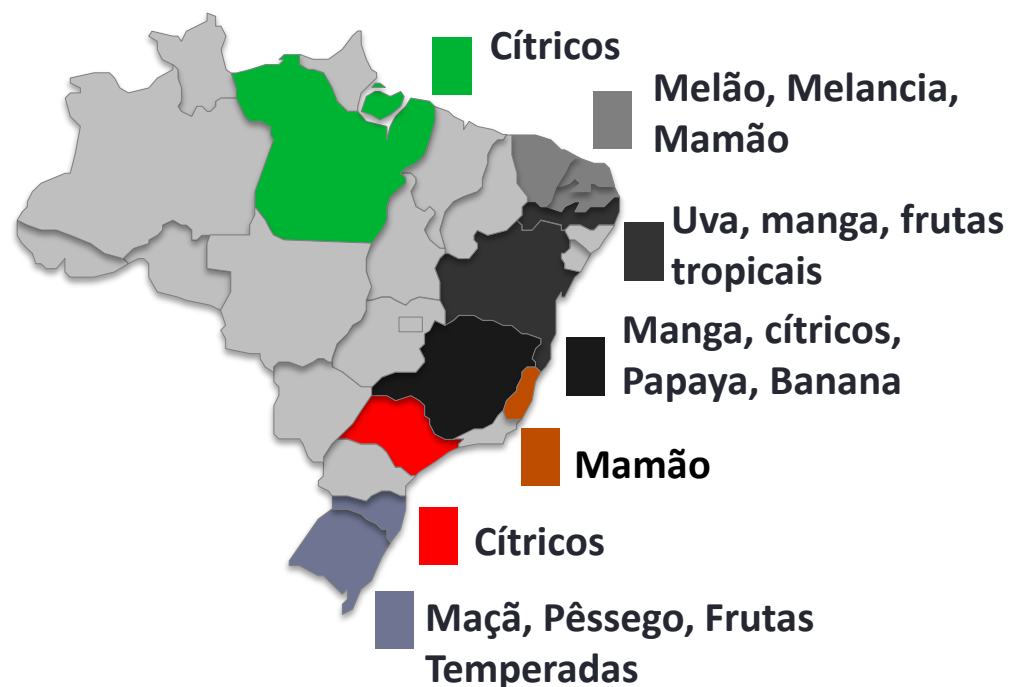 Cítricos
Melão, Melancia,
Mamão
Uva, manga, frutas
tropicais
Manga, cítricos,
Papaya, Banana
Mamão
Cítricos
Maçã, Pêssego, Frutas
Temperadas